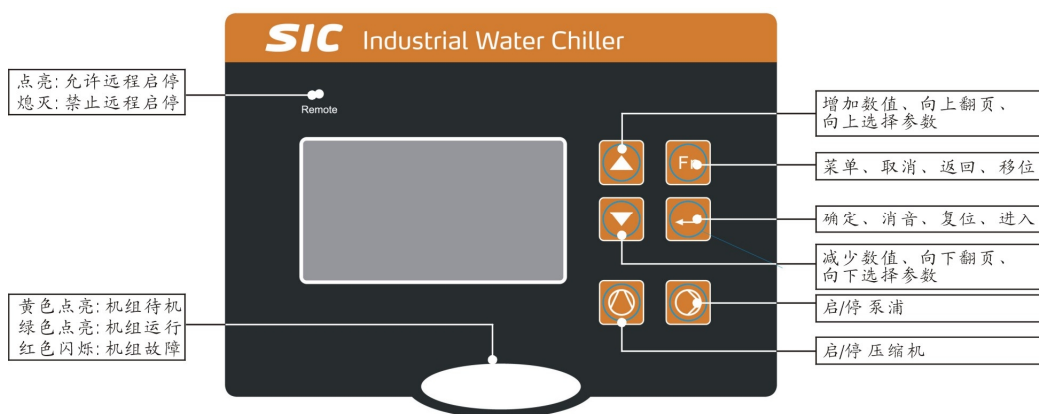 SIC Industrial Water Chiller
点亮:允许远程启停
熄灭:禁止远程启停
Remote
增加数值、向上翻页、
向上选择参数
F
菜单、取消、返回、移位
确定、消音、复位、进入
减少数值、向下翻页、
向下选择参数
黄色点亮:机组待机
绿色点亮:机组运行
红色闪烁:机组故障
启/停 泵浦
启/停 压缩机